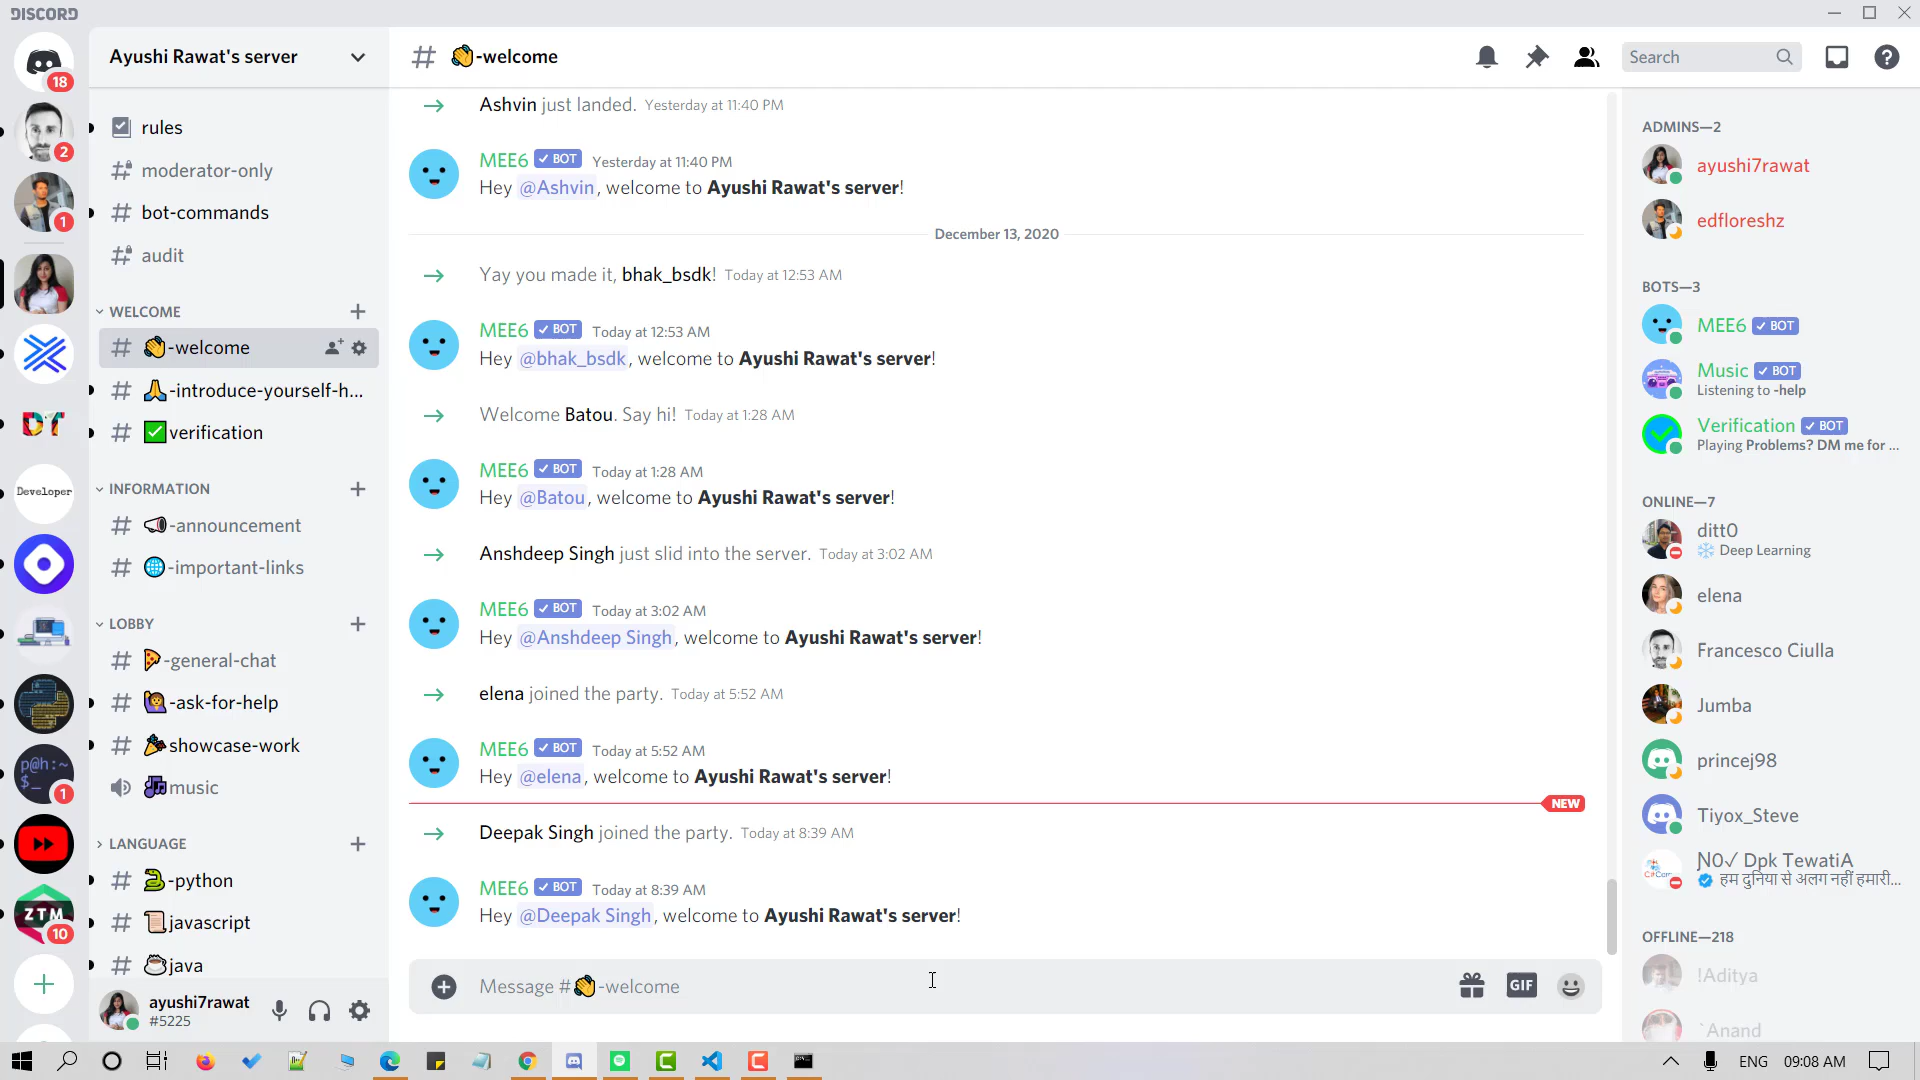 DISCORD
18
2
1
DT
Developer
p@h:~
$_
1
ZTM
10
Ayushi Rawat's server
rules
moderator-only
bot-commands
audit
WELCOME
👋-welcome
🙏-introduce-yourself-h...
✅verification
INFORMATION
📢-announcement
🌐-important-links
LOBBY
🍕-general-chat
🙋-ask-for-help
🎉showcase-work
🎶music
LANGUAGE
🐍-python
📜javascript
☕java
ayushi7rawat
#5225
# 👋-welcome
Search
Ashvin just landed. Yesterday at 11:40 PM
MEE6 ✓ BOT Yesterday at 11:40 PM
Hey @Ashvin, welcome to Ayushi Rawat's server!
December 13, 2020
Yay you made it, bhak_bsdk! Today at 12:53 AM
MEE6 ✓ BOT Today at 12:53 AM
Hey @bhak_bsdk, welcome to Ayushi Rawat's server!
Welcome Batou. Say hi! Today at 1:28 AM
MEE6 ✓ BOT Today at 1:28 AM
Hey @Batou, welcome to Ayushi Rawat's server!
Anshdeep Singh just slid into the server. Today at 3:02 AM
MEE6 ✓ BOT Today at 3:02 AM
Hey @Anshdeep Singh, welcome to Ayushi Rawat's server!
elena joined the party. Today at 5:52 AM
MEE6 ✓ BOT Today at 5:52 AM
Hey @elena, welcome to Ayushi Rawat's server!
NEW
Deepak Singh joined the party. Today at 8:39 AM
MEE6 ✓ BOT Today at 8:39 AM
Hey @Deepak Singh, welcome to Ayushi Rawat's server!
Message #👋-welcome
GIF
ADMINS—2
ayushi7rawat
edfloreshz
BOTS—3
MEE6 ✓ BOT
Music ✓ BOT
Listening to -help
Verification ✓ BOT
Playing Problems? DM me for ...
ONLINE—7
ditt0
❄️ Deep Learning
elena
Francesco Ciulla
Jumba
princej98
Tiyox_Steve
Ɲ0✓ Dpk TewatiA
हम दुनिया से अलग नहीं हमारी...
OFFLINE—218
!Aditya
`Anand
ENG
09:08 AM